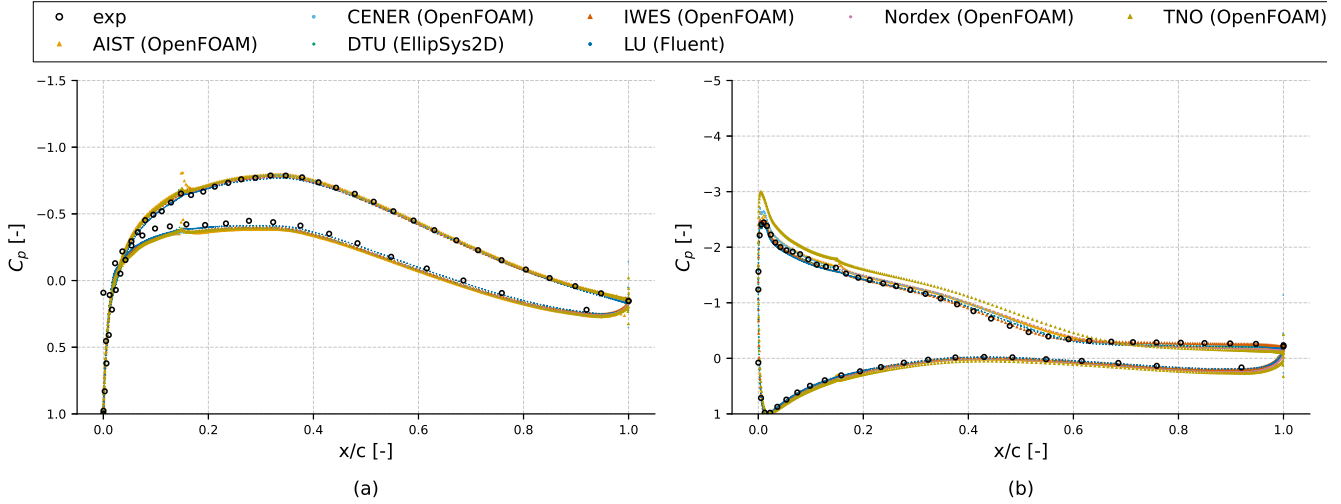 exp CENER (OpenFOAM) IWES (OpenFOAM) Nordex (OpenFOAM) TNO (OpenFOAM)
AIST (OpenFOAM) DTU (EllipSys2D) LU (Fluent)
−1.5
−1.0
−0.5
0.0
0.5
1.0
Cp [-]
0.0 0.2 0.4 0.6 0.8 1.0
x/c [-]
(a)
−5
−4
−3
−2
−1
0
1
Cp [-]
0.0 0.2 0.4 0.6 0.8 1.0
x/c [-]
(b)